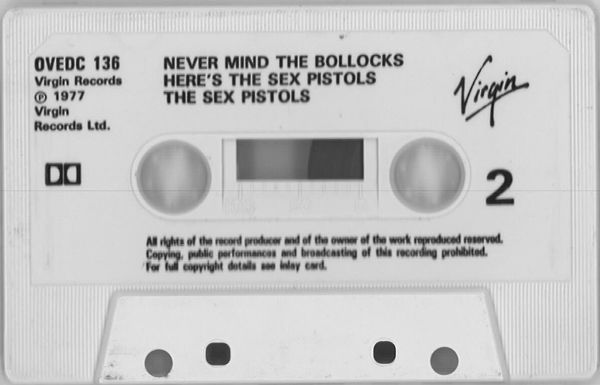 OVEDC 136
Virgin Records
Ⓟ 1977
Virgin
Records Ltd.
NEVER MIND THE BOLLOCKS
HERE'S THE SEX PISTOLS
THE SEX PISTOLS
Virgin
2
All rights of the record producer and of the owner of the work reproduced reserved.
Copying, public performances and broadcasting of this recording prohibited.
For full copyright details see inlay card.